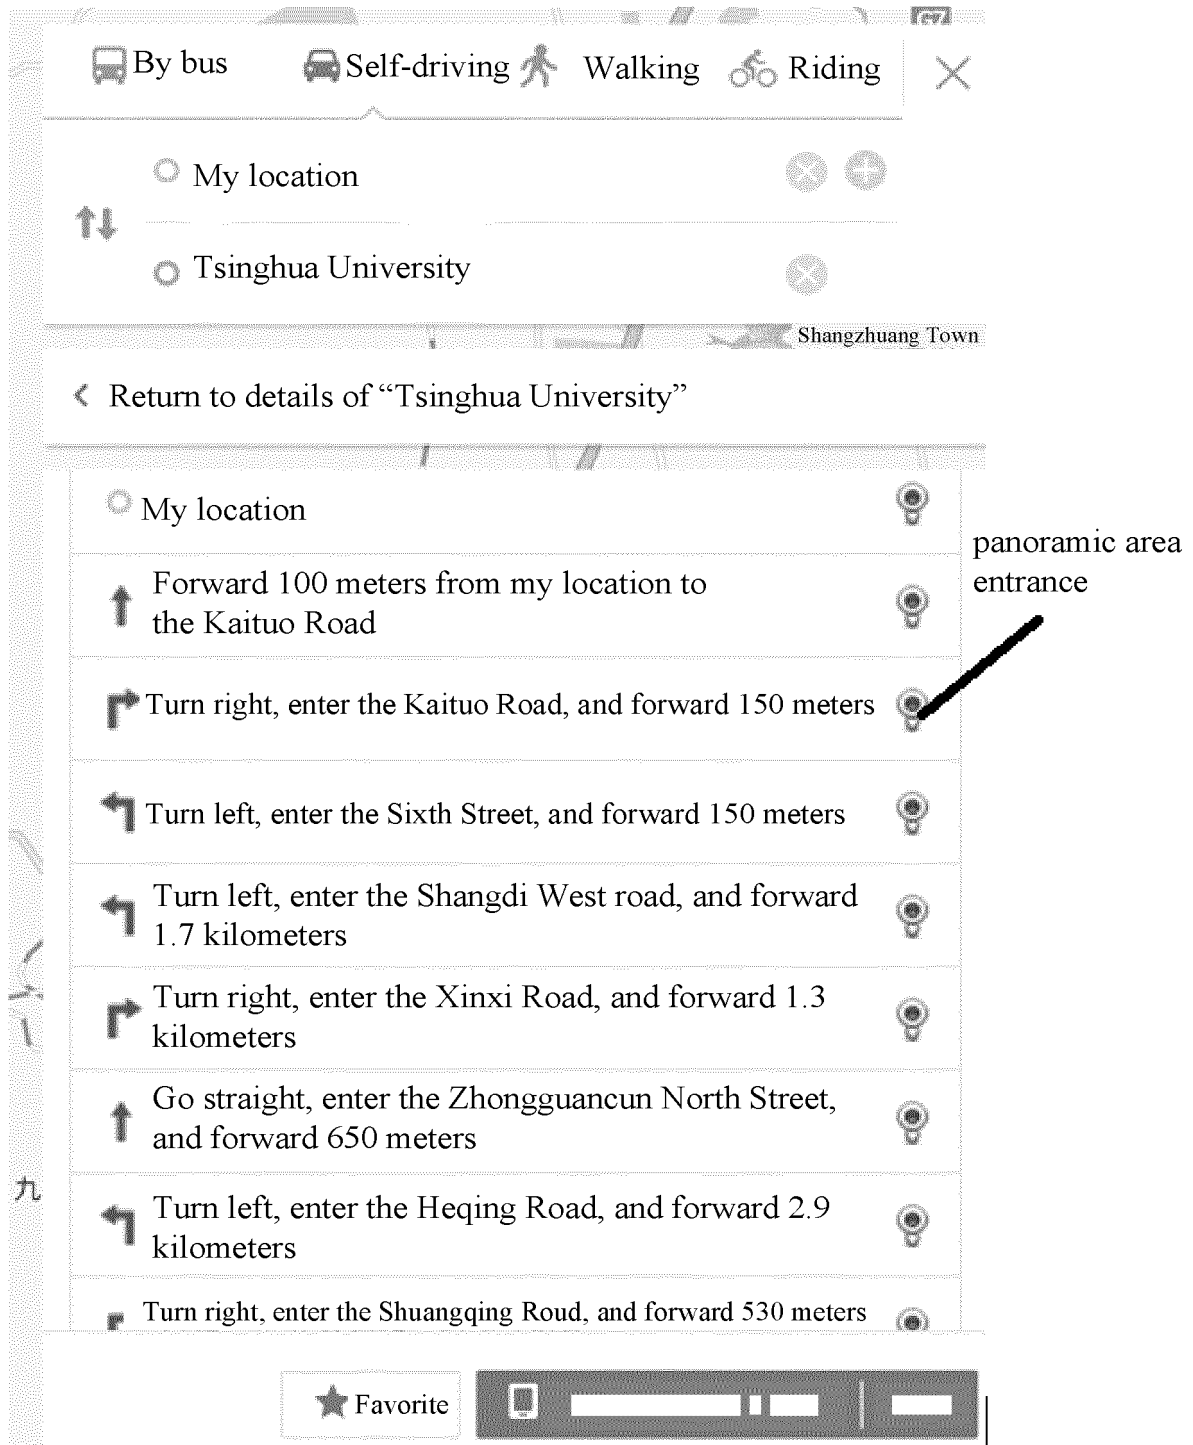 By bus Self-driving Walking Riding
My location
Tsinghua University
Shangzhuang Town
Return to details of “Tsinghua University”
My location
panoramic area
entrance
Forward 100 meters from my location to
the Kaituo Road
Turn right, enter the Kaituo Road, and forward 150 meters
Turn left, enter the Sixth Street, and forward 150 meters
Turn left, enter the Shangdi West road, and forward
1.7 kilometers
Turn right, enter the Xinxi Road, and forward 1.3
kilometers
Go straight, enter the Zhongguancun North Street,
and forward 650 meters
九
Turn left, enter the Heqing Road, and forward 2.9
kilometers
Turn right, enter the Shuangqing Roud, and forward 530 meters
Favorite